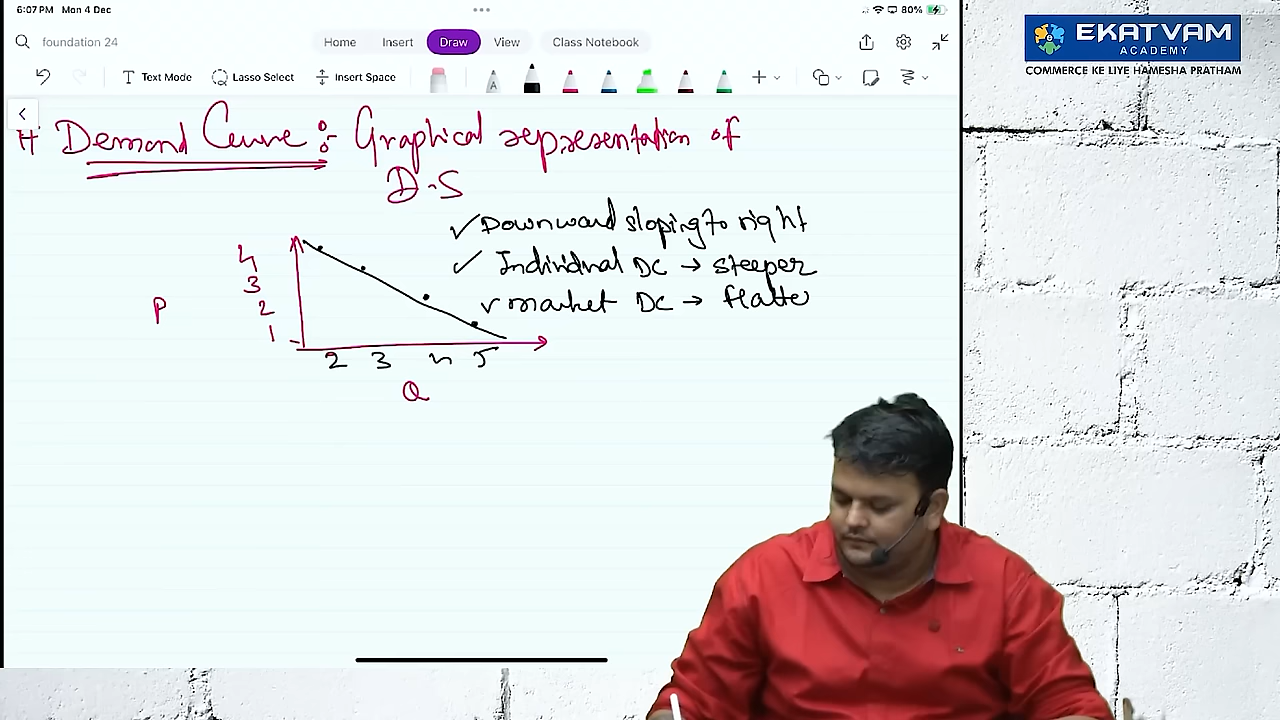 6:07 PM Mon 4 Dec
80%
foundation 24
Home Insert Draw View Class Notebook
Text Mode Lasso Select Insert Space
EKATVAM
ACADEMY
COMMERCE KE LIYE HAMESHA PRATHAM
# Demand Curve :- Graphical representation of
D.S
✓ Downward sloping to right
✓ Individual DC → steeper
✓ market DC → flatte
4
3
P 2
1
2 3 4 5
Q